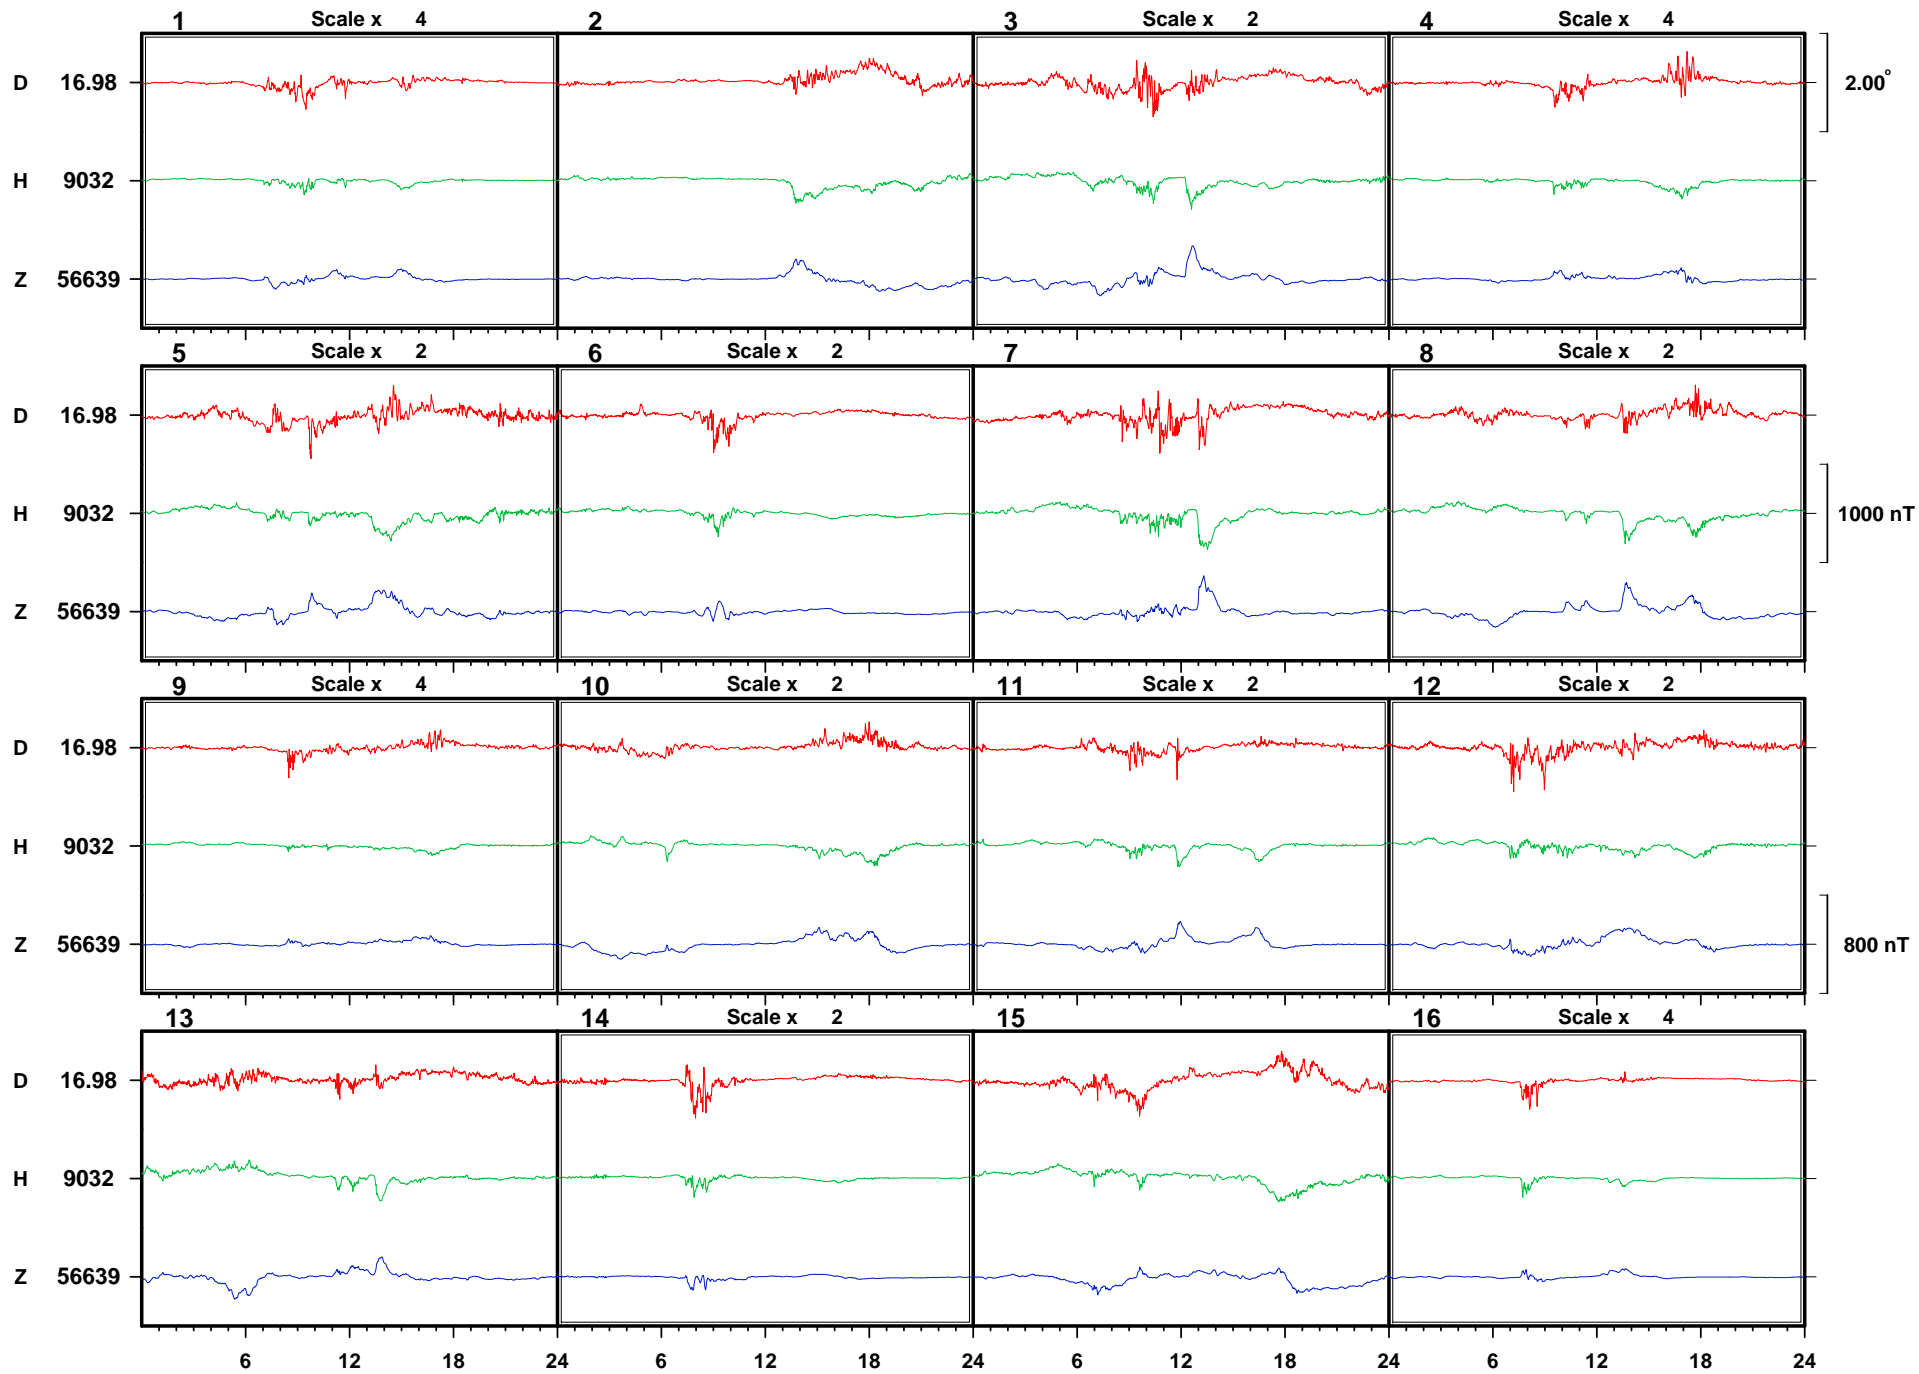 1 Scale x 4 2 3 Scale x 2 4 Scale x 4
D 16.98 2.00°
H 9032
Z 56639
5 Scale x 2 6 Scale x 2 7 8 Scale x 2
D 16.98
H 9032 1000 nT
Z 56639
9 Scale x 4 10 Scale x 2 11 Scale x 2 12 Scale x 2
D 16.98
H 9032
Z 56639 800 nT
13 14 Scale x 2 15 16 Scale x 4
D 16.98
H 9032
Z 56639
6 12 18 24 6 12 18 24 6 12 18 24 6 12 18 24